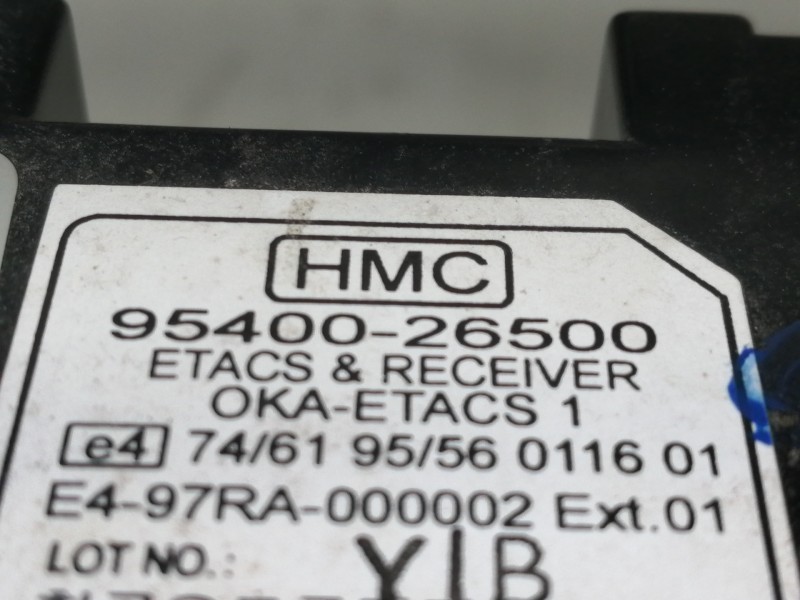 HMC
95400-26500
ETACS & RECEIVER
OKA-ETACS 1
e4 74/61 95/56 0116 01
E4-97RA-000002 Ext.01
LOT NO.: Y1B